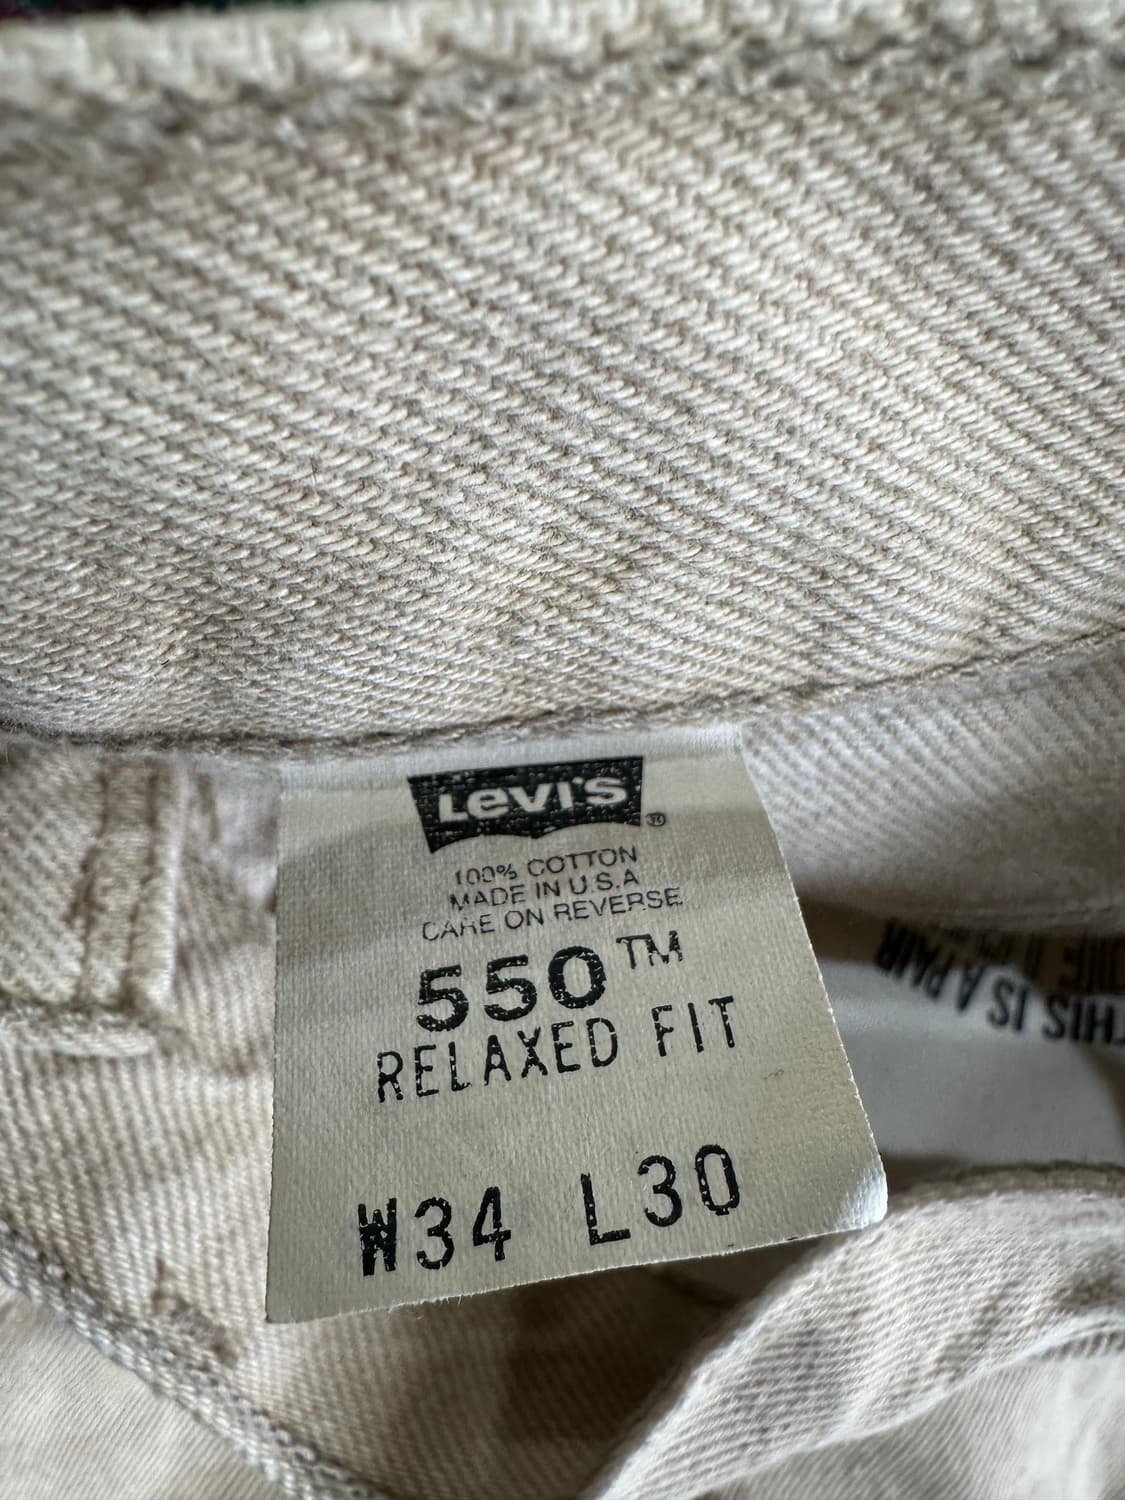 Levi's ®
100% COTTON
MADE IN U.S.A
CARE ON REVERSE
550™
RELAXED FIT
W34 L30
THIS IS A PAIR